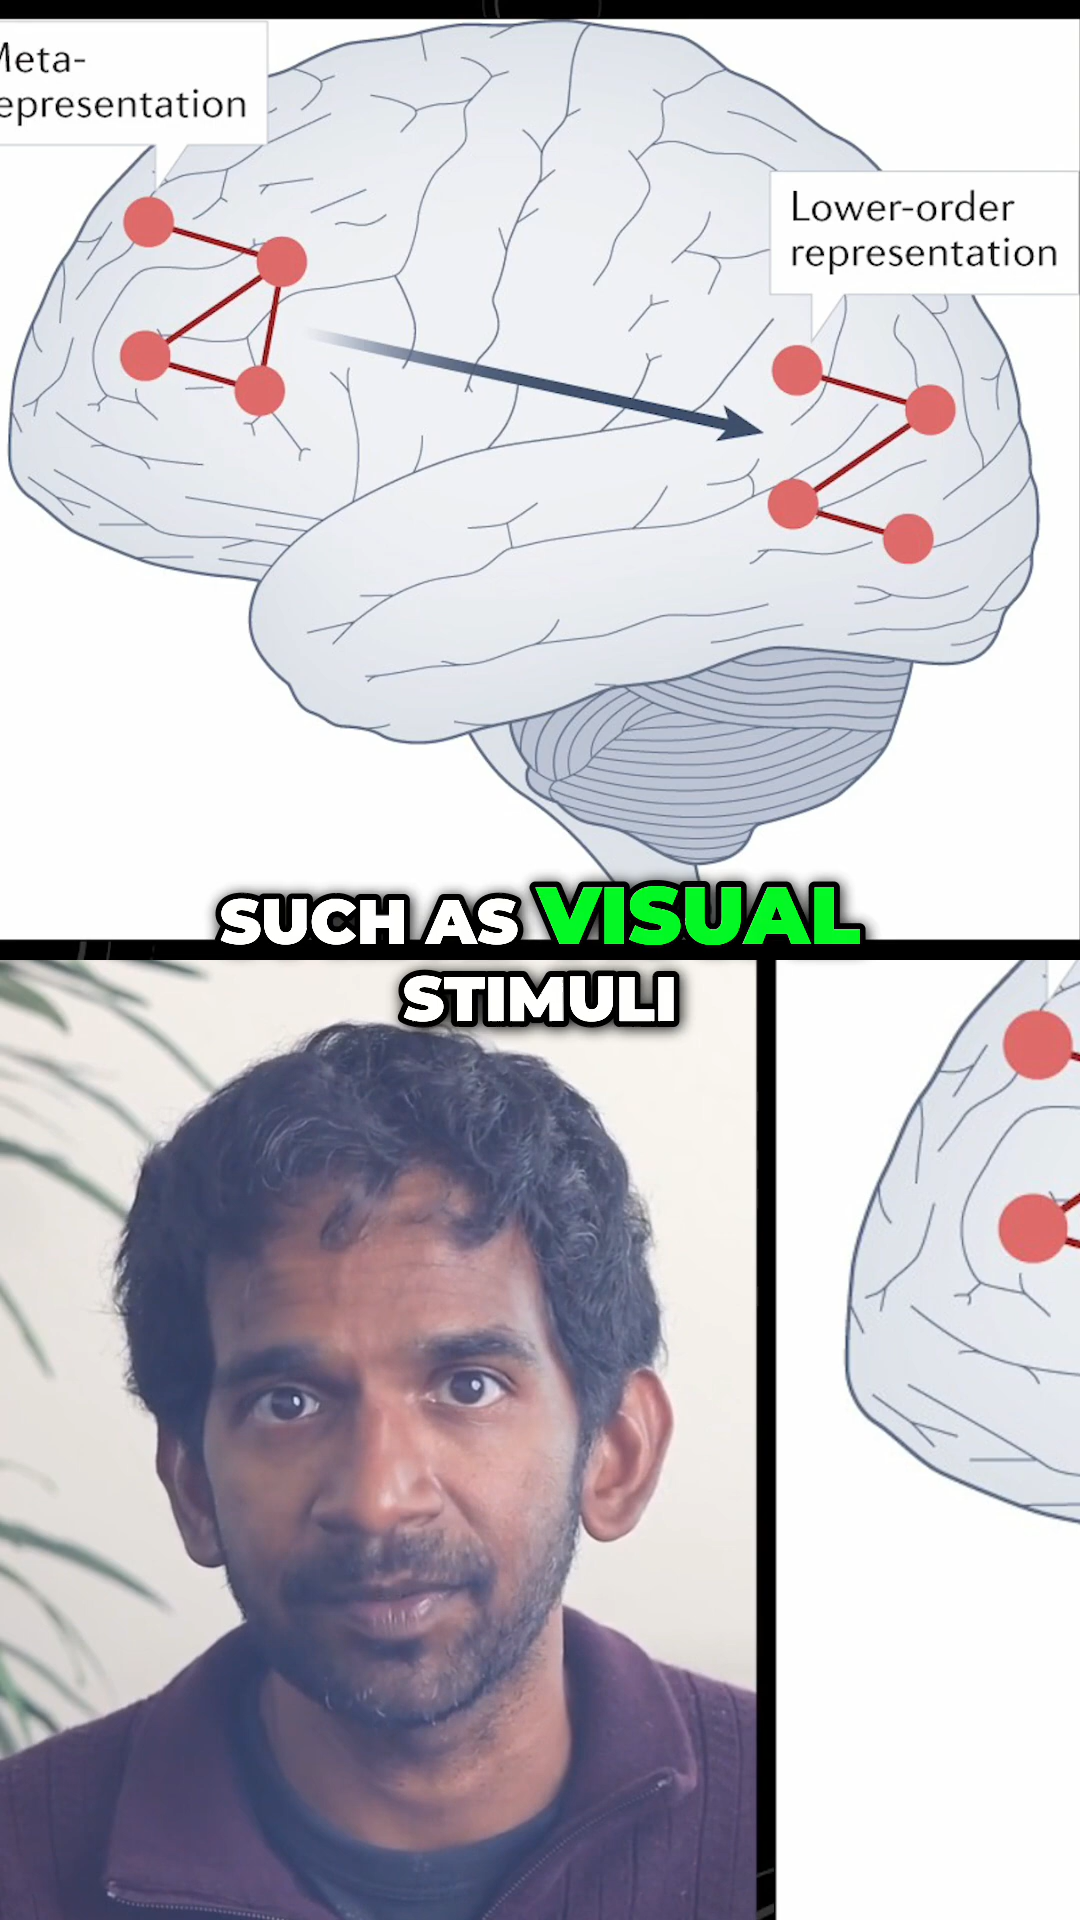 Meta-
epresentation
Lower-order
representation
SUCH AS VISUAL
STIMULI